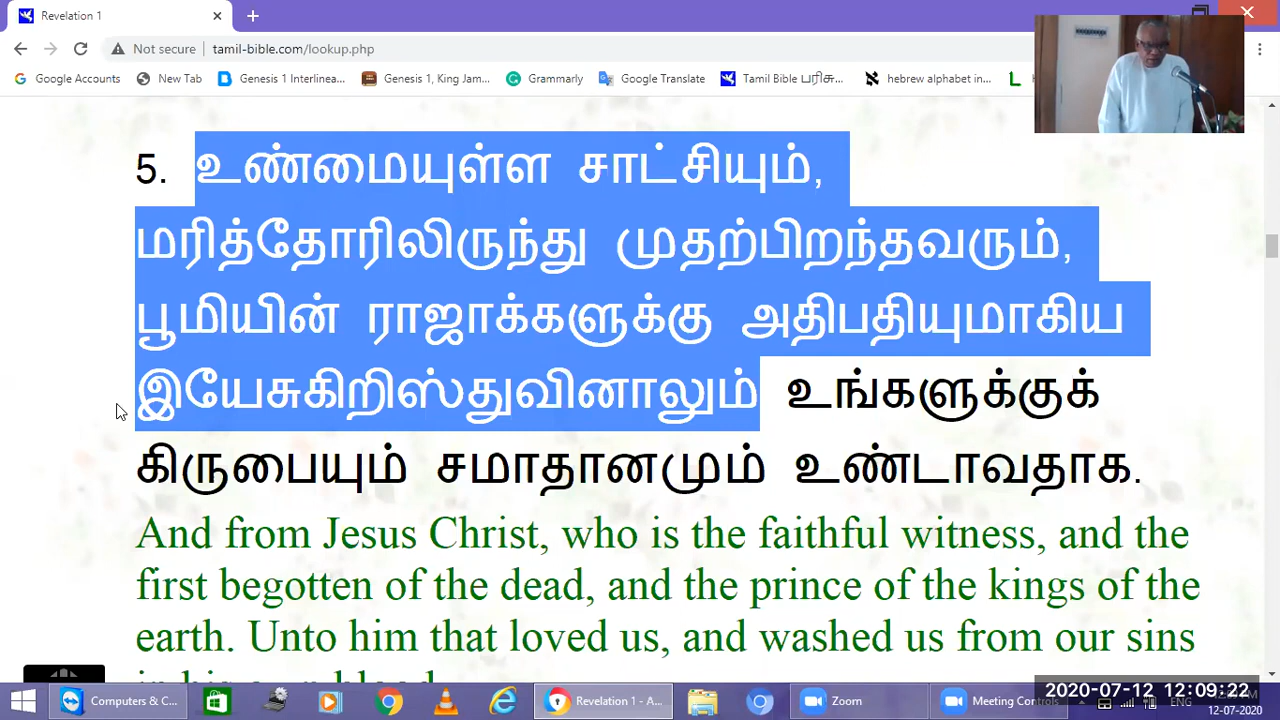 Revelation 1
Not secure | tamil-bible.com/lookup.php
Google Accounts New Tab Genesis 1 Interlinea... Genesis 1, King Jam... Grammarly Google Translate Tamil Bible பரிசு... hebrew alphabet in...
5. உண்மையுள்ள சாட்சியும்,
மரித்தோரிலிருந்து முதற்பிறந்தவரும்,
பூமியின் ராஜாக்களுக்கு அதிபதியுமாகிய
இயேசுகிறிஸ்துவினாலும் உங்களுக்குக்
கிருபையும் சமாதானமும் உண்டாவதாக.
And from Jesus Christ, who is the faithful witness, and the
first begotten of the dead, and the prince of the kings of the
earth. Unto him that loved us, and washed us from our sins
Computers & C... Revelation 1 - A... Zoom Meeting Controls ENG
2020-07-12 12:09:22
12-07-2020